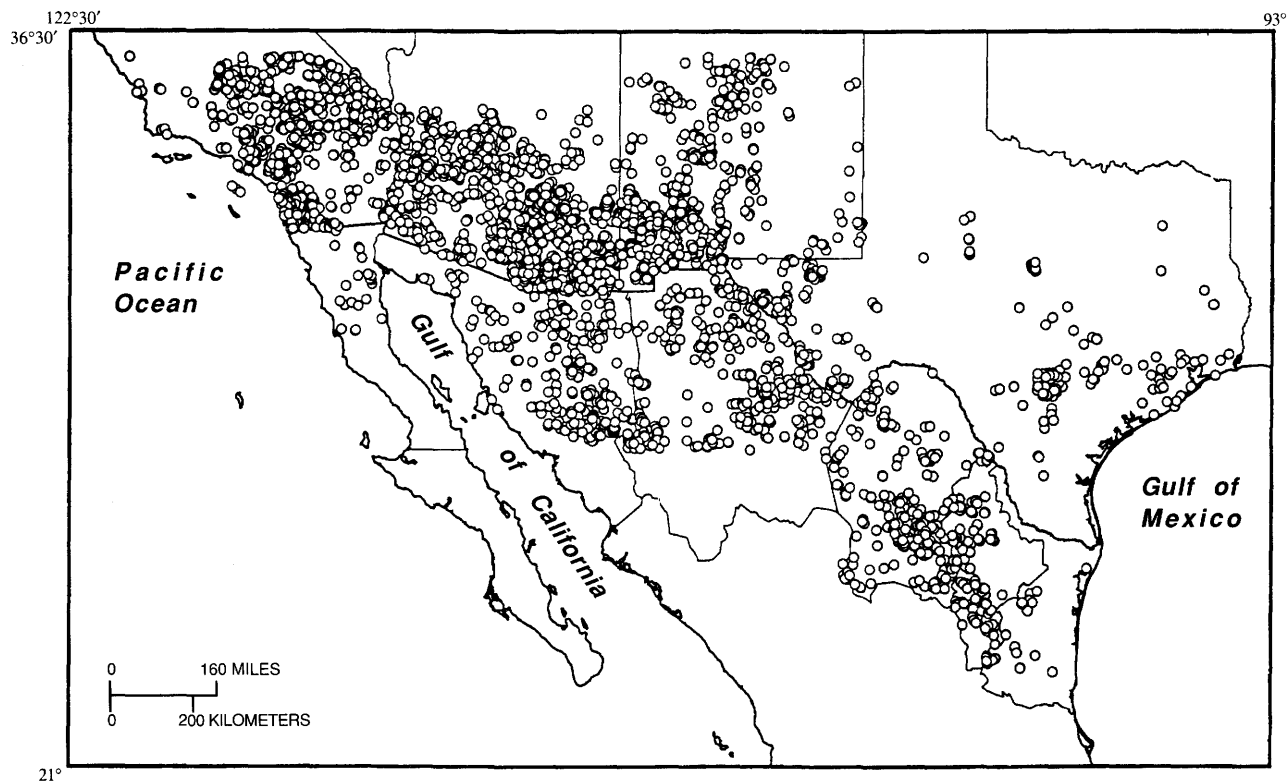 122°30'
93°
36°30'
Pacific
Ocean
Gulf
of California
Gulf of
Mexico
0 160 MILES
0 200 KILOMETERS
21°